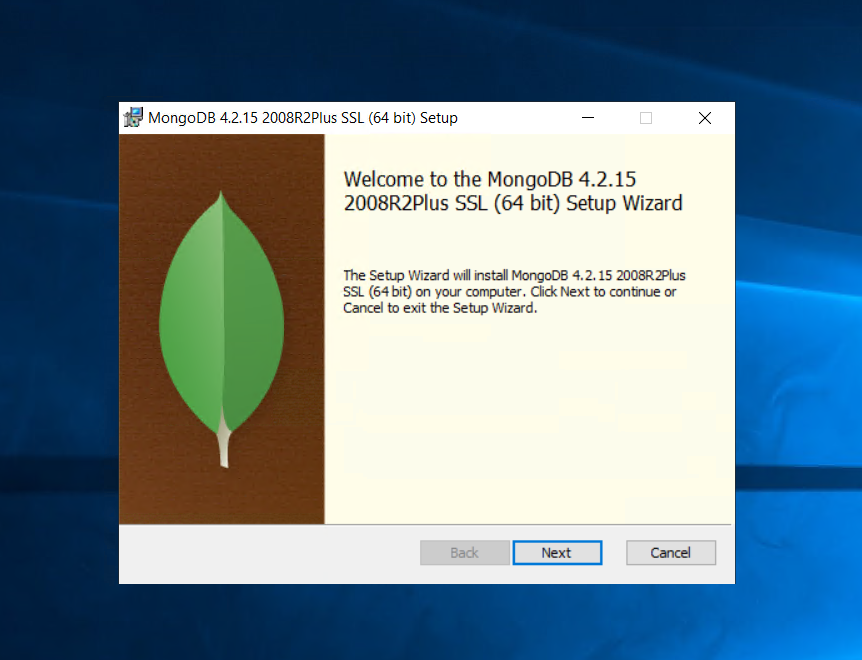 MongoDB 4.2.15 2008R2Plus SSL (64 bit) Setup
Welcome to the MongoDB 4.2.15
2008R2Plus SSL (64 bit) Setup Wizard
The Setup Wizard will install MongoDB 4.2.15 2008R2Plus
SSL (64 bit) on your computer. Click Next to continue or
Cancel to exit the Setup Wizard.
Back Next Cancel